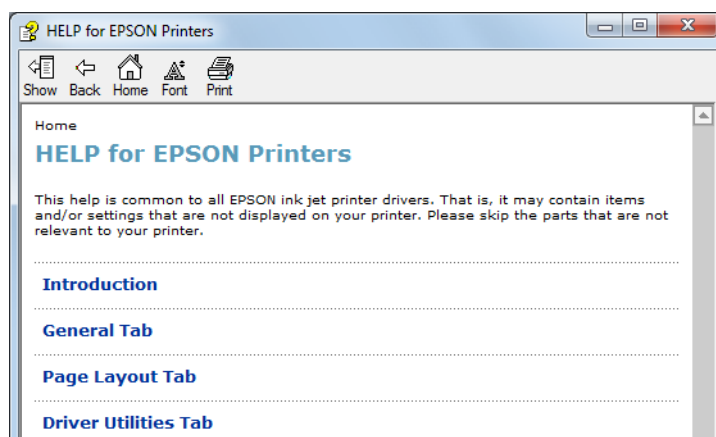 HELP for EPSON Printers
Show Back Home Font Print
Home
HELP for EPSON Printers
This help is common to all EPSON ink jet printer drivers. That is, it may contain items
and/or settings that are not displayed on your printer. Please skip the parts that are not
relevant to your printer.
Introduction
General Tab
Page Layout Tab
Driver Utilities Tab